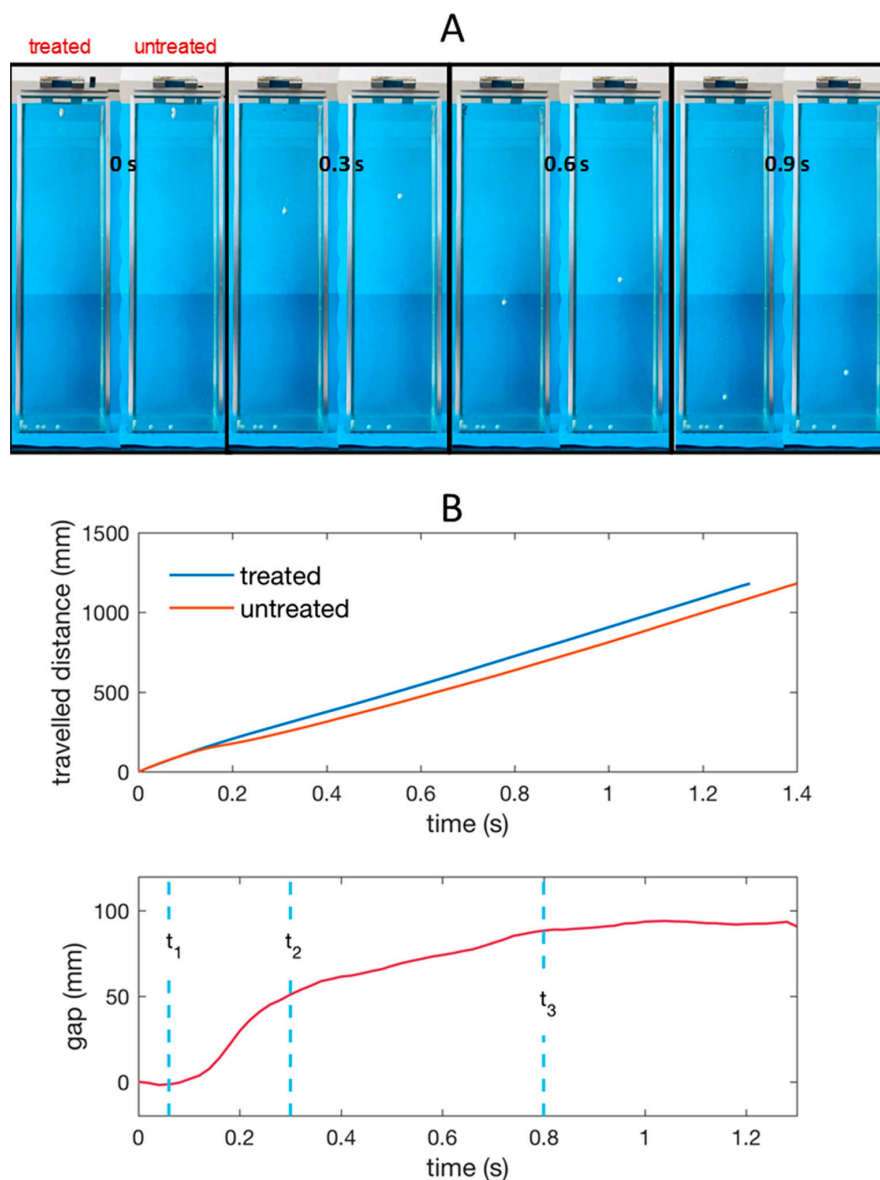 A
treated untreated
0 s 0.3 s 0.6 s 0.9 s
B
1500
1000
500
0
travelled distance (mm)
treated
untreated
0 0.2 0.4 0.6 0.8 1 1.2 1.4
time (s)
100
50
0
gap (mm)
t1 t2 t3
0 0.2 0.4 0.6 0.8 1 1.2
time (s)